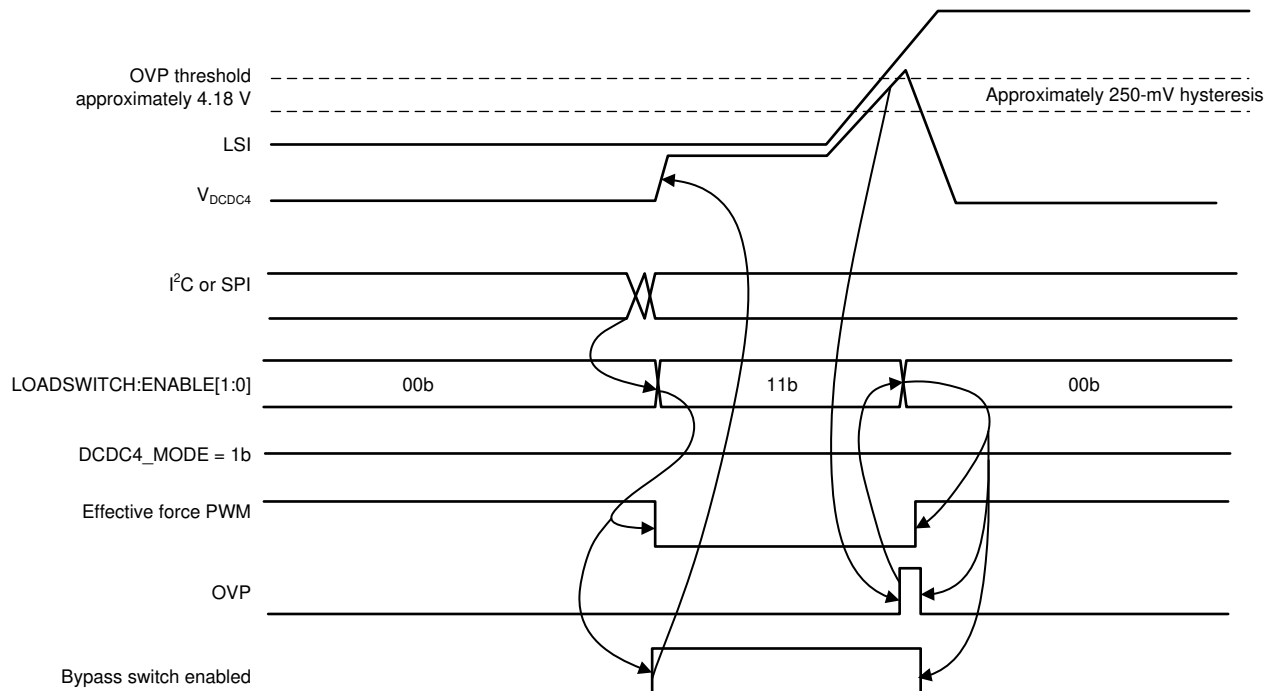 OVP threshold
approximately 4.18 V
Approximately 250-mV hysteresis
LSI
VDCDC4
I2C or SPI
LOADSWITCH:ENABLE[1:0]
00b
11b
00b
DCDC4_MODE = 1b
Effective force PWM
OVP
Bypass switch enabled